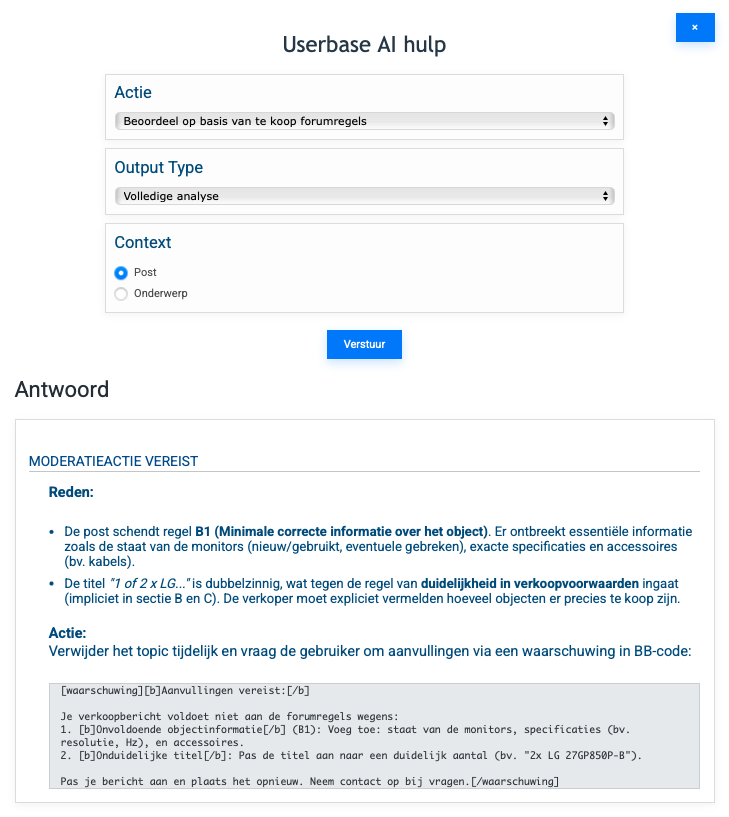 ×
Userbase AI hulp
Actie
Beoordeel op basis van te koop forumregels
Output Type
Volledige analyse
Context
Post
Onderwerp
Verstuur
Antwoord
MODERATIEACTIE VEREIST
Reden:
• De post schendt regel B1 (Minimale correcte informatie over het object). Er ontbreekt essentiële informatie
zoals de staat van de monitors (nieuw/gebruikt, eventuele gebreken), exacte specificaties en accessoires
(bv. kabels).
• De titel "1 of 2 x LG..." is dubbelzinnig, wat tegen de regel van duidelijkheid in verkoopvoorwaarden ingaat
(impliciet in sectie B en C). De verkoper moet expliciet vermelden hoeveel objecten er precies te koop zijn.
Actie:
Verwijder het topic tijdelijk en vraag de gebruiker om aanvullingen via een waarschuwing in BB-code:
[waarschuwing][b]Aanvullingen vereist:[/b]
Je verkoopbericht voldoet niet aan de forumregels wegens:
1. [b]Onvoldoende objectinformatie[/b] (B1): Voeg toe: staat van de monitors, specificaties (bv.
resolutie, Hz), en accessoires.
2. [b]Onduidelijke titel[/b]: Pas de titel aan naar een duidelijk aantal (bv. "2x LG 27GP850P-B").
Pas je bericht aan en plaats het opnieuw. Neem contact op bij vragen.[/waarschuwing]